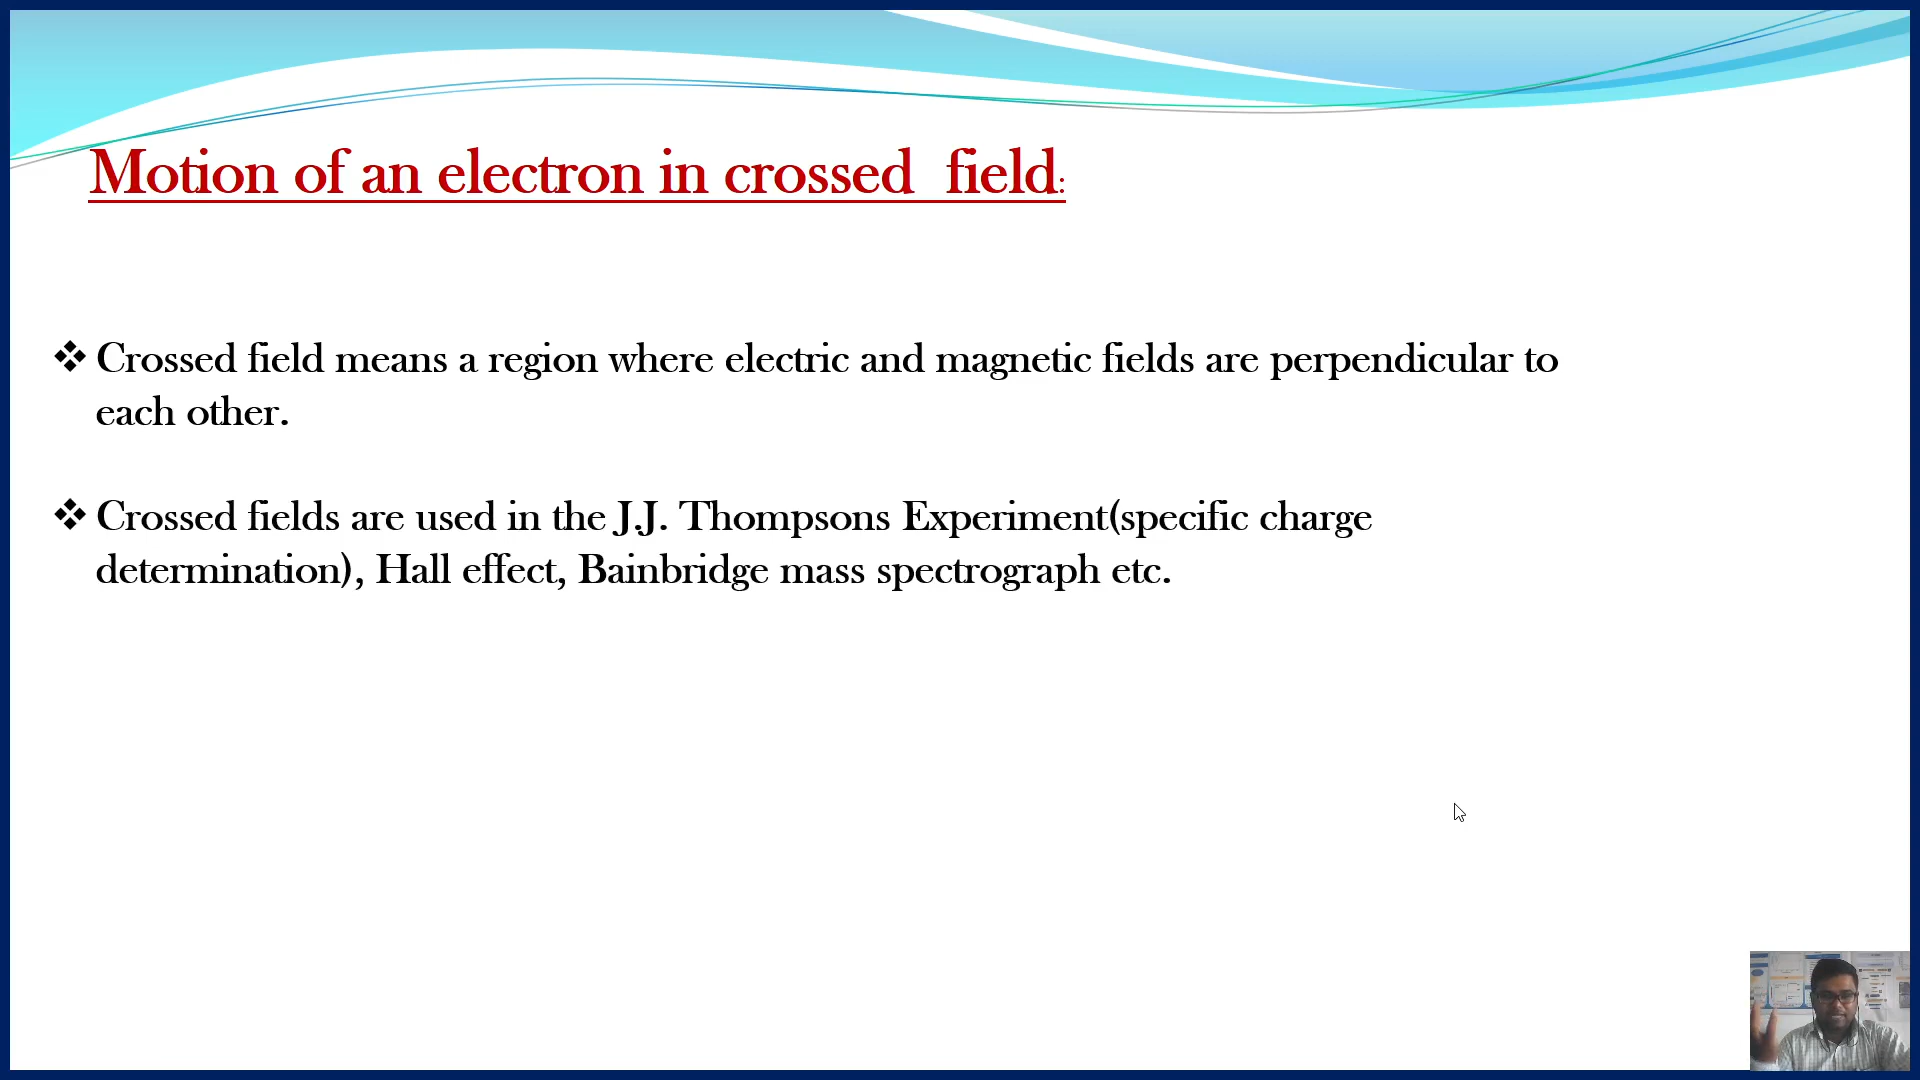 Motion of an electron in crossed field:
❖ Crossed field means a region where electric and magnetic fields are perpendicular to
each other.
❖ Crossed fields are used in the J.J. Thompsons Experiment(specific charge
determination), Hall effect, Bainbridge mass spectrograph etc.